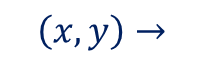 (x, y) →